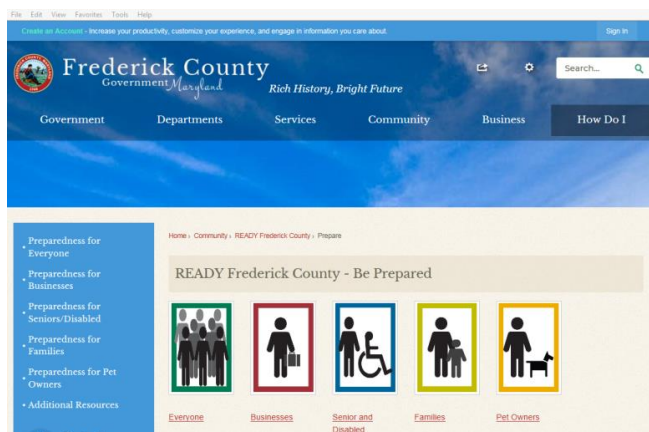 File Edit View Favorites Tools Help
Create an Account - Increase your productivity, customize your experience, and engage in information you care about.
Sign In
Frederick County
Government Maryland
Rich History, Bright Future
Search...
Government Departments Services Community Business How Do I
Home › Community › READY Frederick County › Prepare
• Preparedness for
Everyone
• Preparedness for
Businesses
• Preparedness for
Seniors/Disabled
• Preparedness for
Families
• Preparedness for Pet
Owners
• Additional Resources
READY Frederick County - Be Prepared
Everyone
Businesses
Senior and
Disabled
Families
Pet Owners